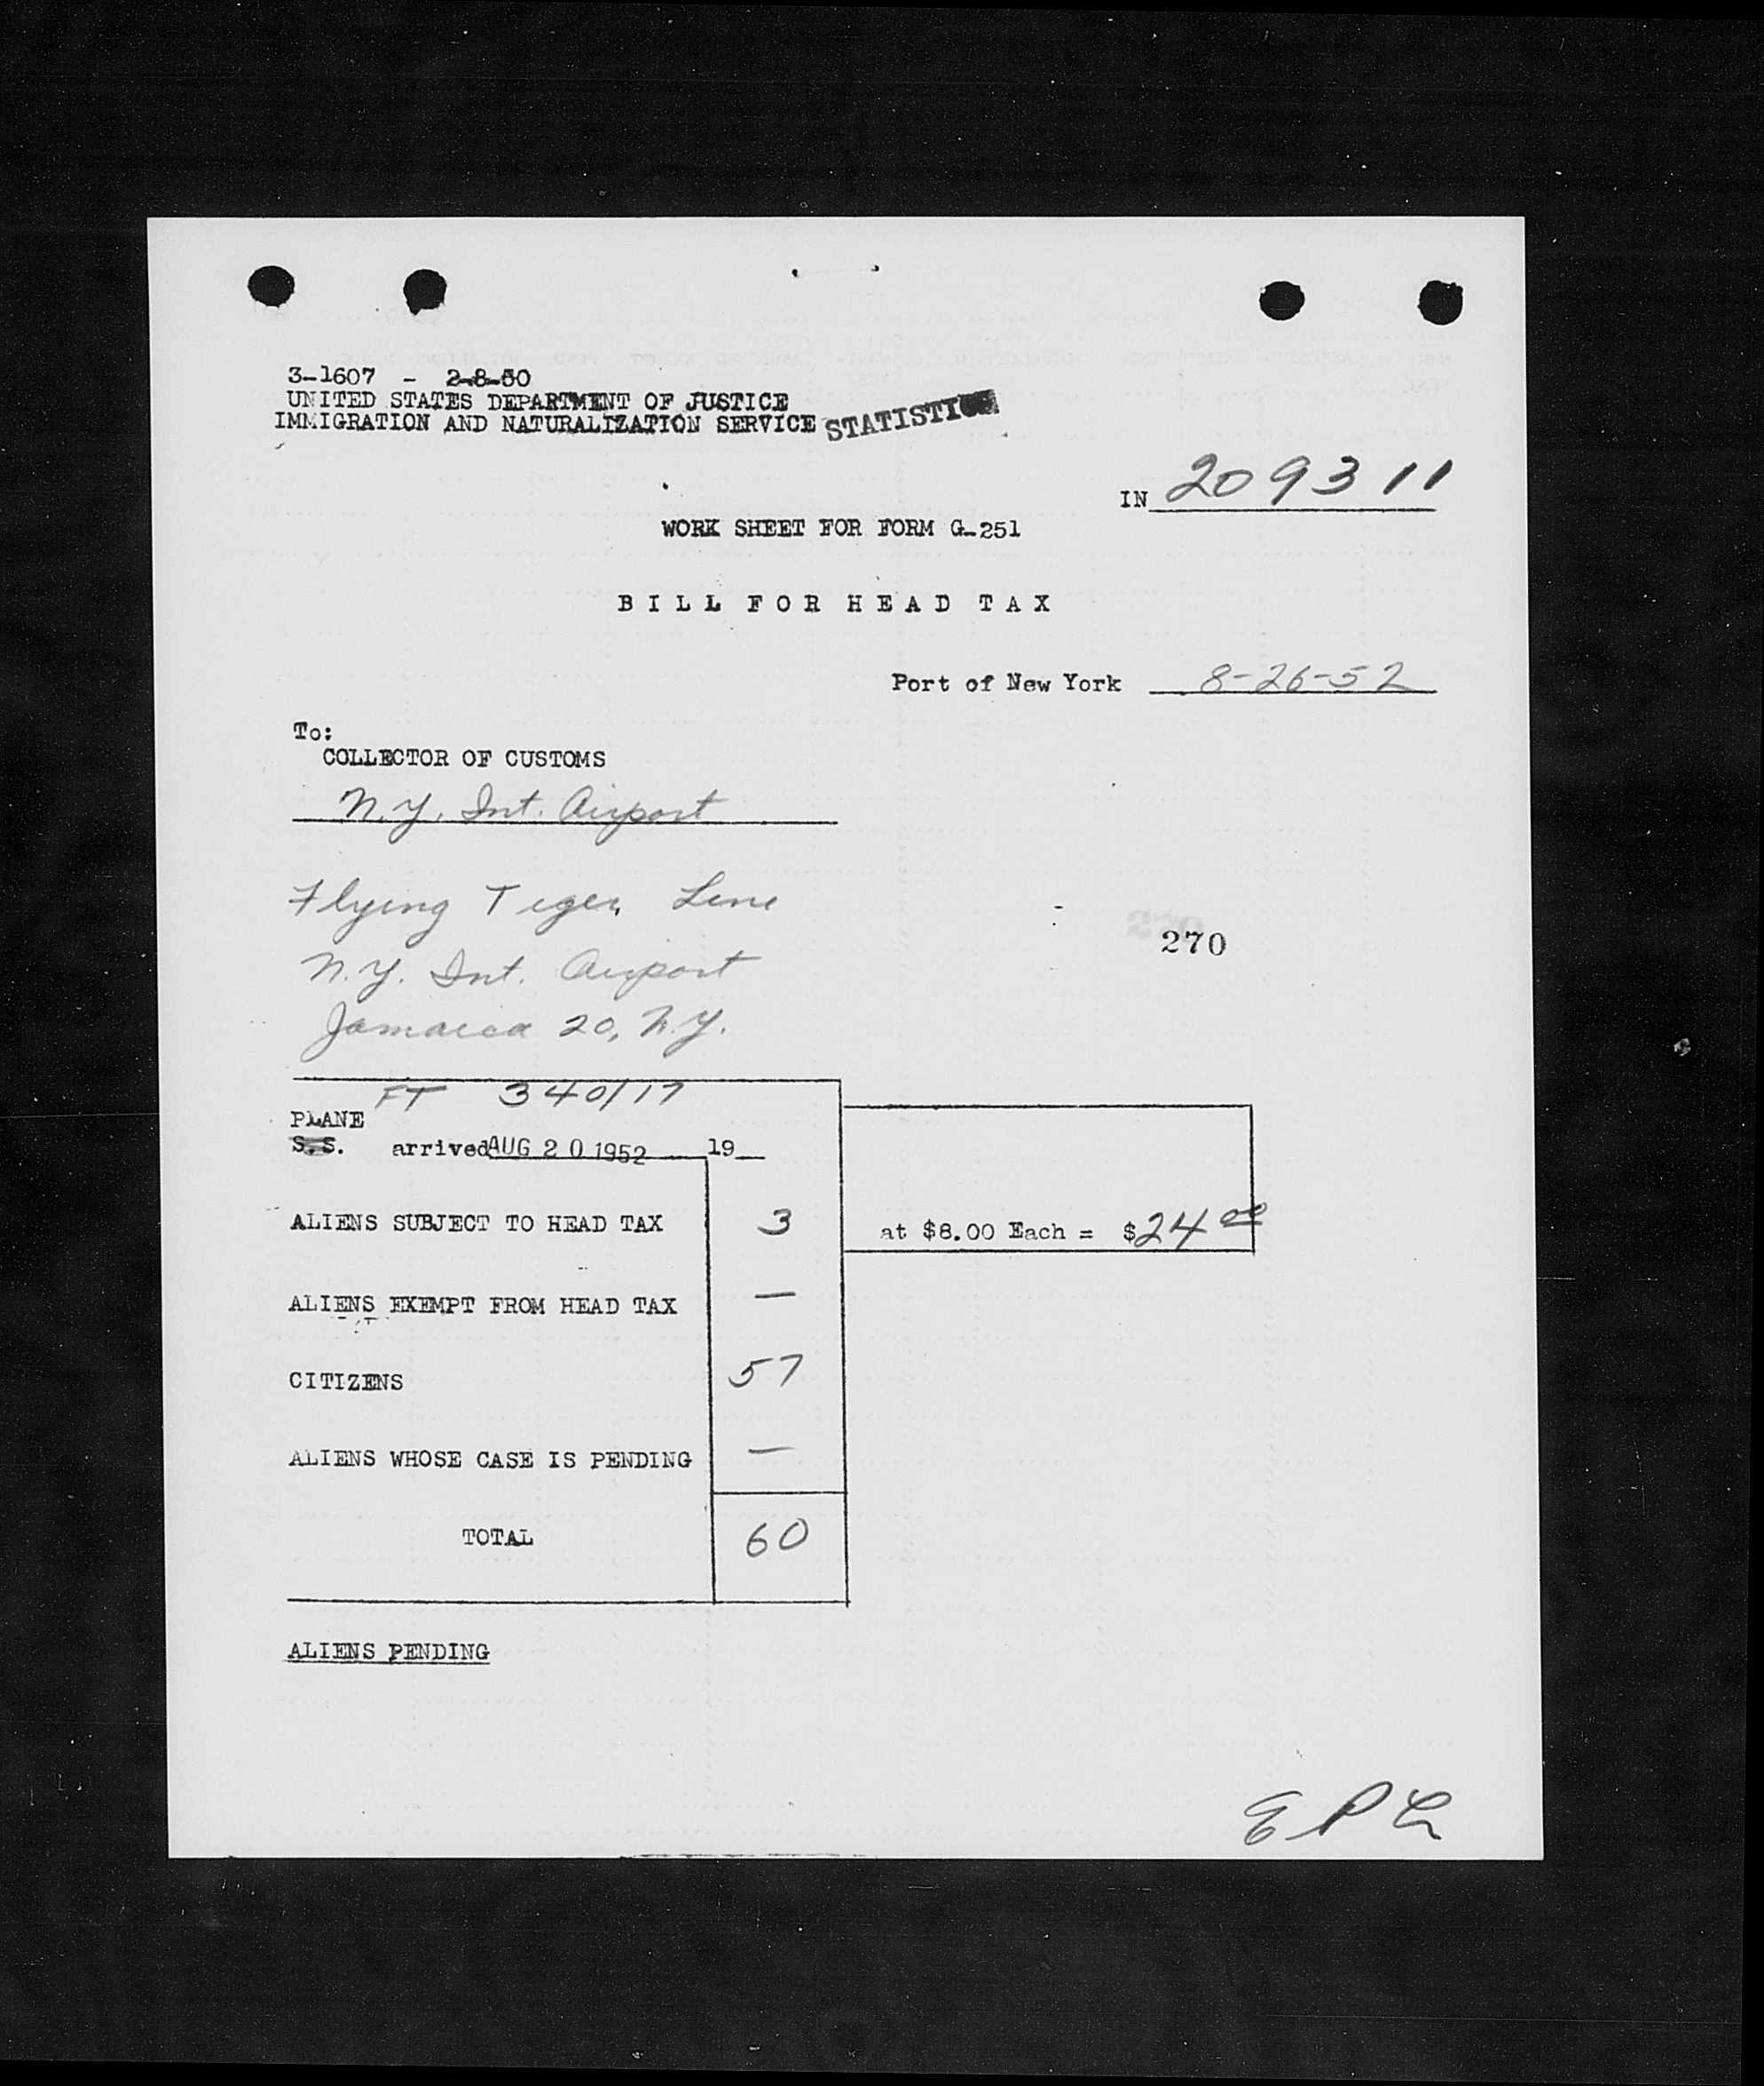 3-1607 - 2-8-50
UNITED STATES DEPARTMENT OF JUSTICE
IMMIGRATION AND NATURALIZATION SERVICE STATISTICS
IN 209311
WORK SHEET FOR FORM G-251
BILL FOR HEAD TAX
Port of New York 8-26-52
To:
COLLECTOR OF CUSTOMS
N.Y. Int. Airport
Flying Tiger Line
270
N.Y. Int. Airport
Jamaica 20, N.Y.
FT 340/17
PLANE
S.S. arrived AUG 20 1952 19
ALIENS SUBJECT TO HEAD TAX 3 at $8.00 Each = $24.00
ALIENS EXEMPT FROM HEAD TAX —
CITIZENS 57
ALIENS WHOSE CASE IS PENDING —
TOTAL 60
ALIENS PENDING